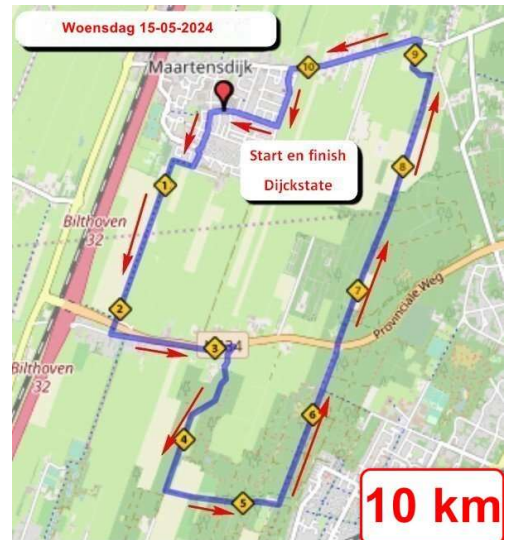 Woensdag 15-05-2024
Maartensdijk
10
9
Start en finish
Dijckstate
8
1
Bilthoven
32
7
Provinciale Weg
2
3
34
Bilthoven
32
6
4
5
10 km